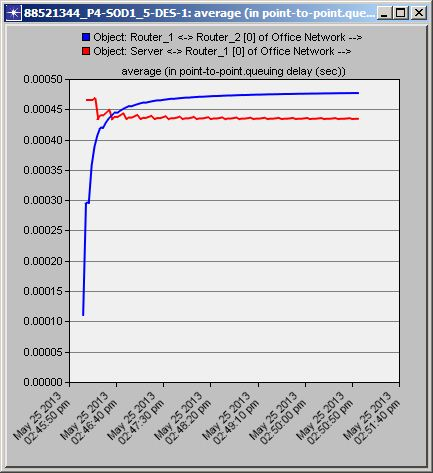 88521344_P4-SOD1_5-DES-1: average (in point-to-point.que...
Object: Router_1 <-> Router_2 [0] of Office Network -->
Object: Server <-> Router_1 [0] of Office Network -->
average (in point-to-point.queuing delay (sec))
0.00050
0.00045
0.00040
0.00035
0.00030
0.00025
0.00020
0.00015
0.00010
0.00005
0.00000
May 25 2013
02:45:50 pm
May 25 2013
02:46:40 pm
May 25 2013
02:47:30 pm
May 25 2013
02:48:20 pm
May 25 2013
02:49:10 pm
May 25 2013
02:50:00 pm
May 25 2013
02:50:50 pm
May 25 2013
02:51:40 pm